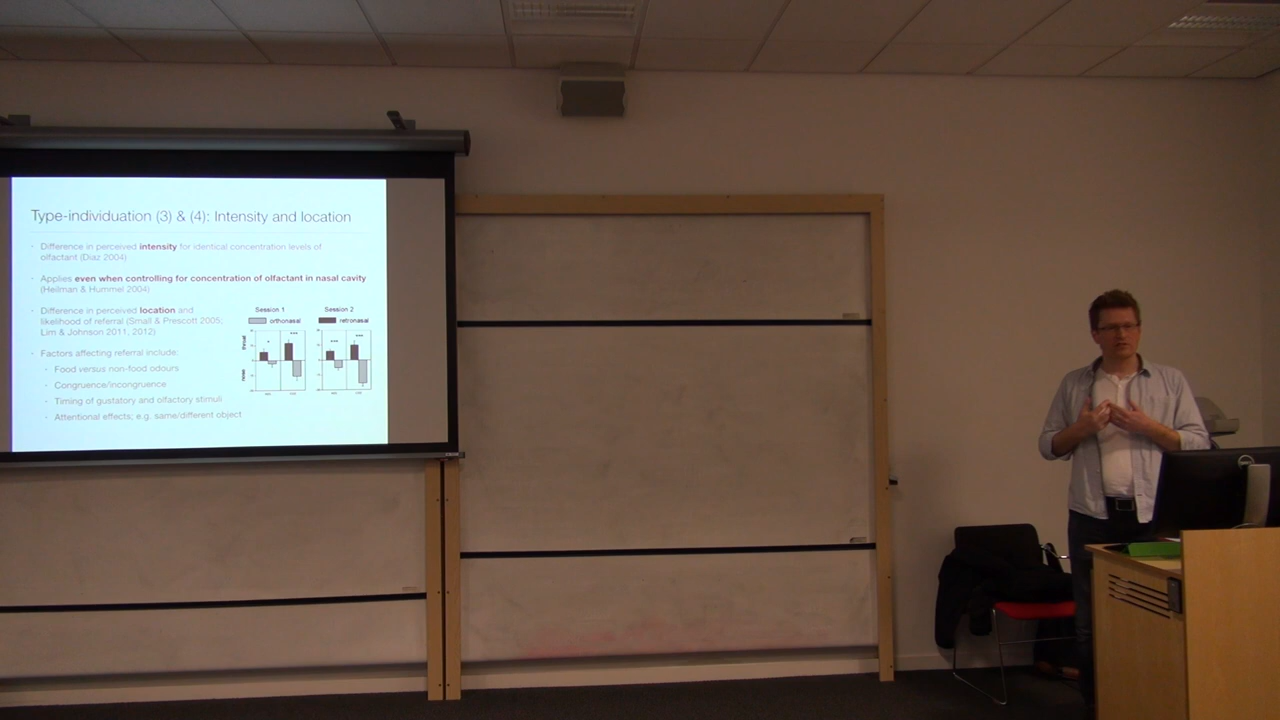 Type-individuation (3) & (4): Intensity and location
Difference in perceived intensity for identical concentration levels of
olfactant (Diaz 2004)
Applies even when controlling for concentration of olfactant in nasal cavity
(Heilman & Hummel 2004)
Difference in perceived location and
likelihood of referral (Small & Prescott 2005;
Lim & Johnson 2011, 2012)
Session 1 Session 2
orthonasal retronasal
throat
nose
Factors affecting referral include:
Food versus non-food odours
Congruence/incongruence
Timing of gustatory and olfactory stimuli
Attentional effects; e.g. same/different object